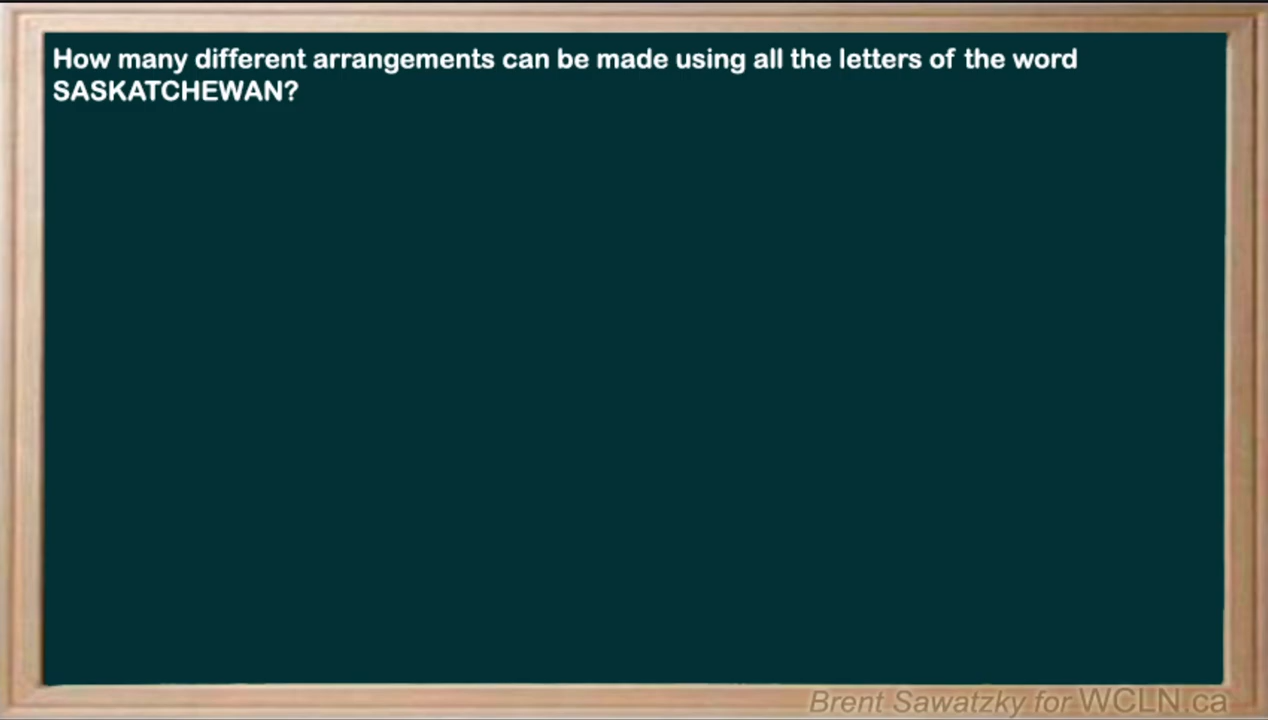 How many different arrangements can be made using all the letters of the word
SASKATCHEWAN?
Brent Sawatzky for WCLN.ca